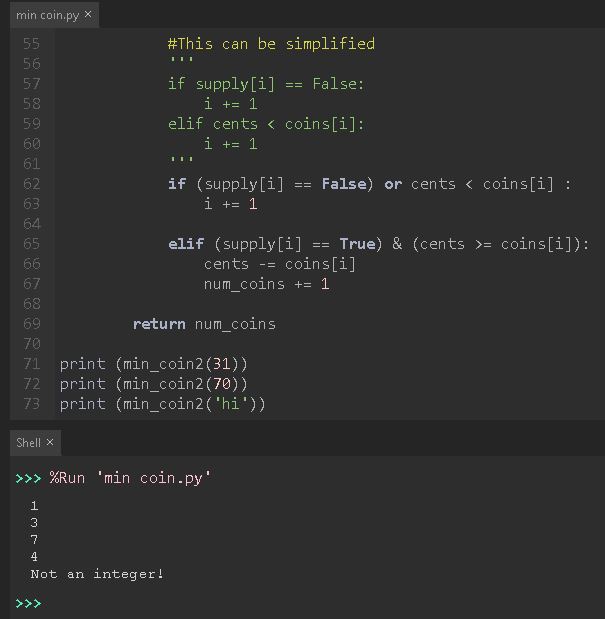 min coin.py ×
55 #This can be simplified
56 '''
57 if supply[i] == False:
58 i += 1
59 elif cents < coins[i]:
60 i += 1
61 '''
62 if (supply[i] == False) or cents < coins[i] :
63 i += 1
64
65 elif (supply[i] == True) & (cents >= coins[i]):
66 cents -= coins[i]
67 num_coins += 1
68
69 return num_coins
70
71 print (min_coin2(31))
72 print (min_coin2(70))
73 print (min_coin2('hi'))
Shell ×
>>> %Run 'min coin.py'
1
3
7
4
Not an integer!
>>>